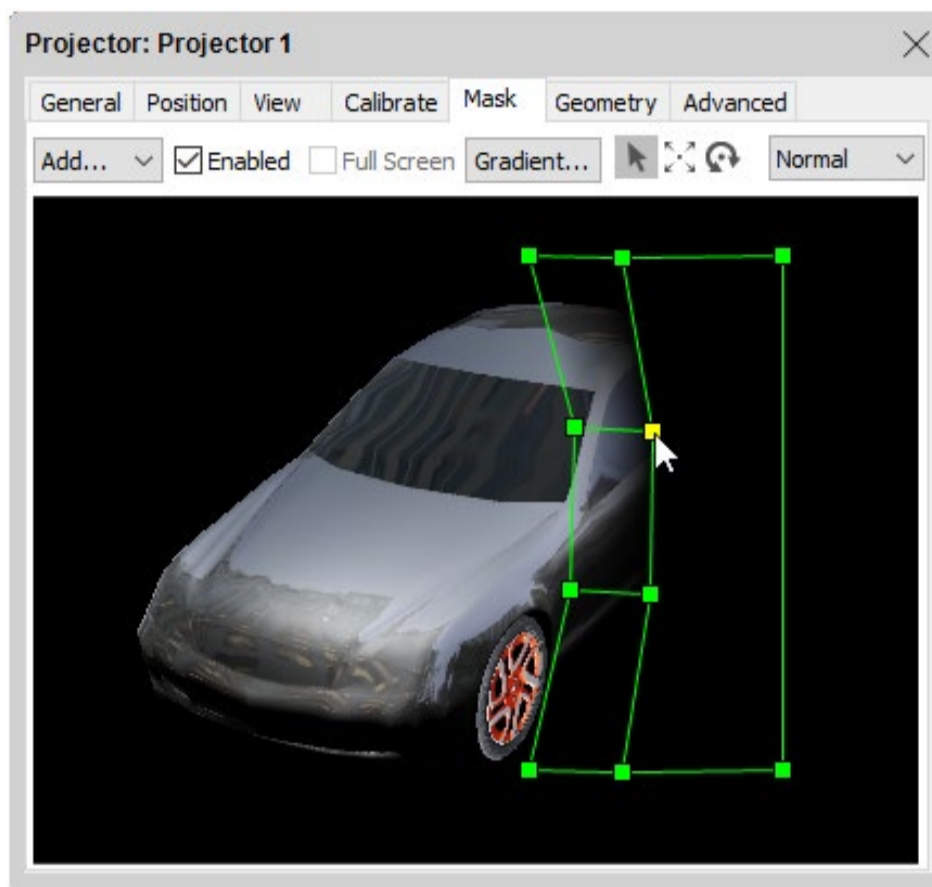 Projector: Projector 1
General Position View Calibrate Mask Geometry Advanced
Add... Enabled Full Screen Gradient... Normal